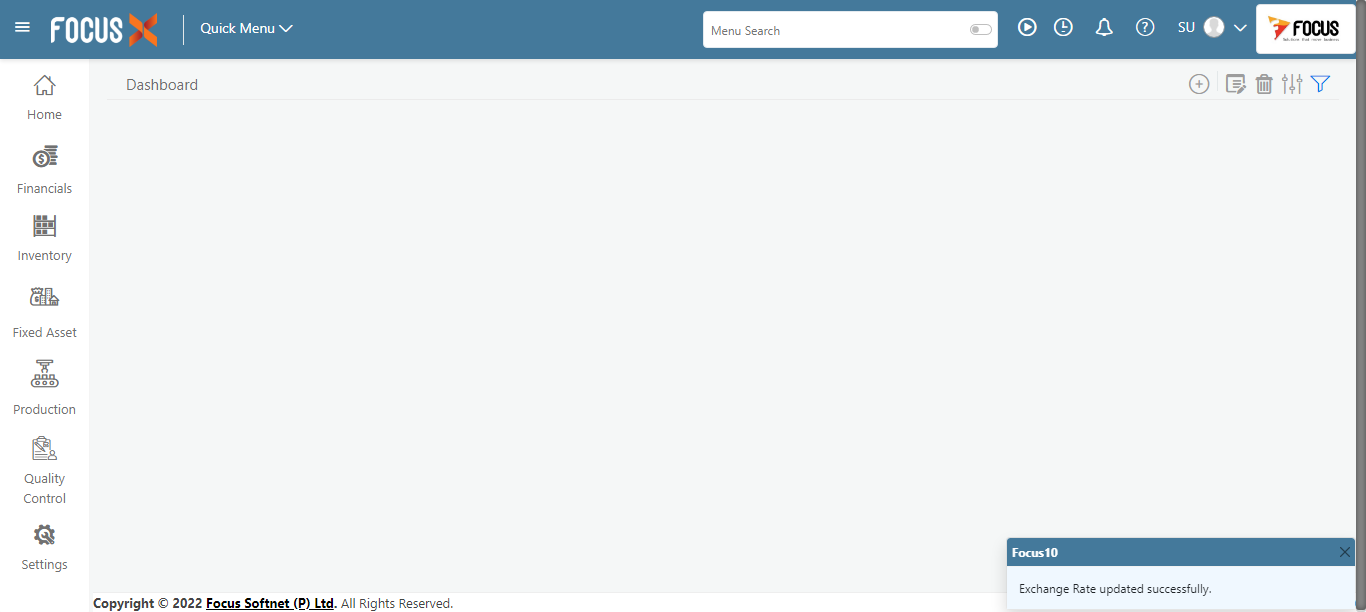 FOCUS X
Quick Menu
Menu Search
SU
FOCUS
Home
Financials
Inventory
Fixed Asset
Production
Quality
Control
Settings
Dashboard
Focus10
Exchange Rate updated successfully.
Copyright © 2022 Focus Softnet (P) Ltd. All Rights Reserved.